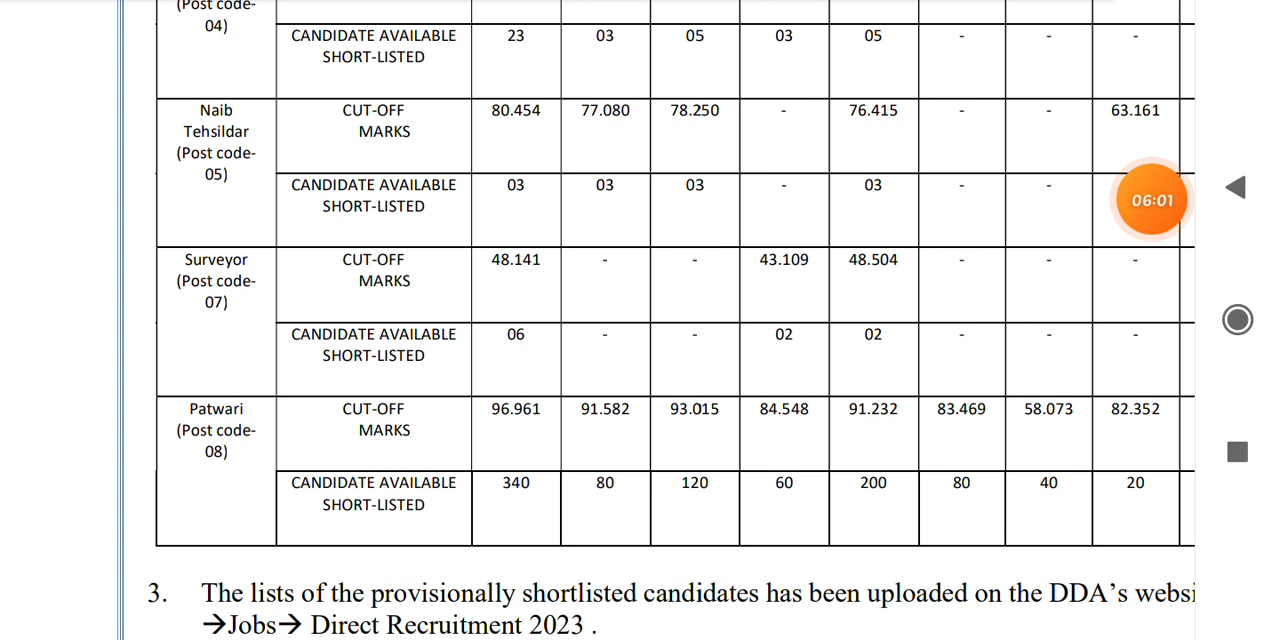 (Post code-
04)
CANDIDATE AVAILABLE 23 03 05 03 05 - - -
SHORT-LISTED
Naib CUT-OFF 80.454 77.080 78.250 - 76.415 - - 63.161
Tehsildar MARKS
(Post code-
05)
CANDIDATE AVAILABLE 03 03 03 - 03 - -
SHORT-LISTED
06:01
Surveyor CUT-OFF 48.141 - - 43.109 48.504 - - -
(Post code- MARKS
07)
CANDIDATE AVAILABLE 06 - - 02 02 - - -
SHORT-LISTED
Patwari CUT-OFF 96.961 91.582 93.015 84.548 91.232 83.469 58.073 82.352
(Post code- MARKS
08)
CANDIDATE AVAILABLE 340 80 120 60 200 80 40 20
SHORT-LISTED
3. The lists of the provisionally shortlisted candidates has been uploaded on the DDA’s websi
→Jobs→ Direct Recruitment 2023 .